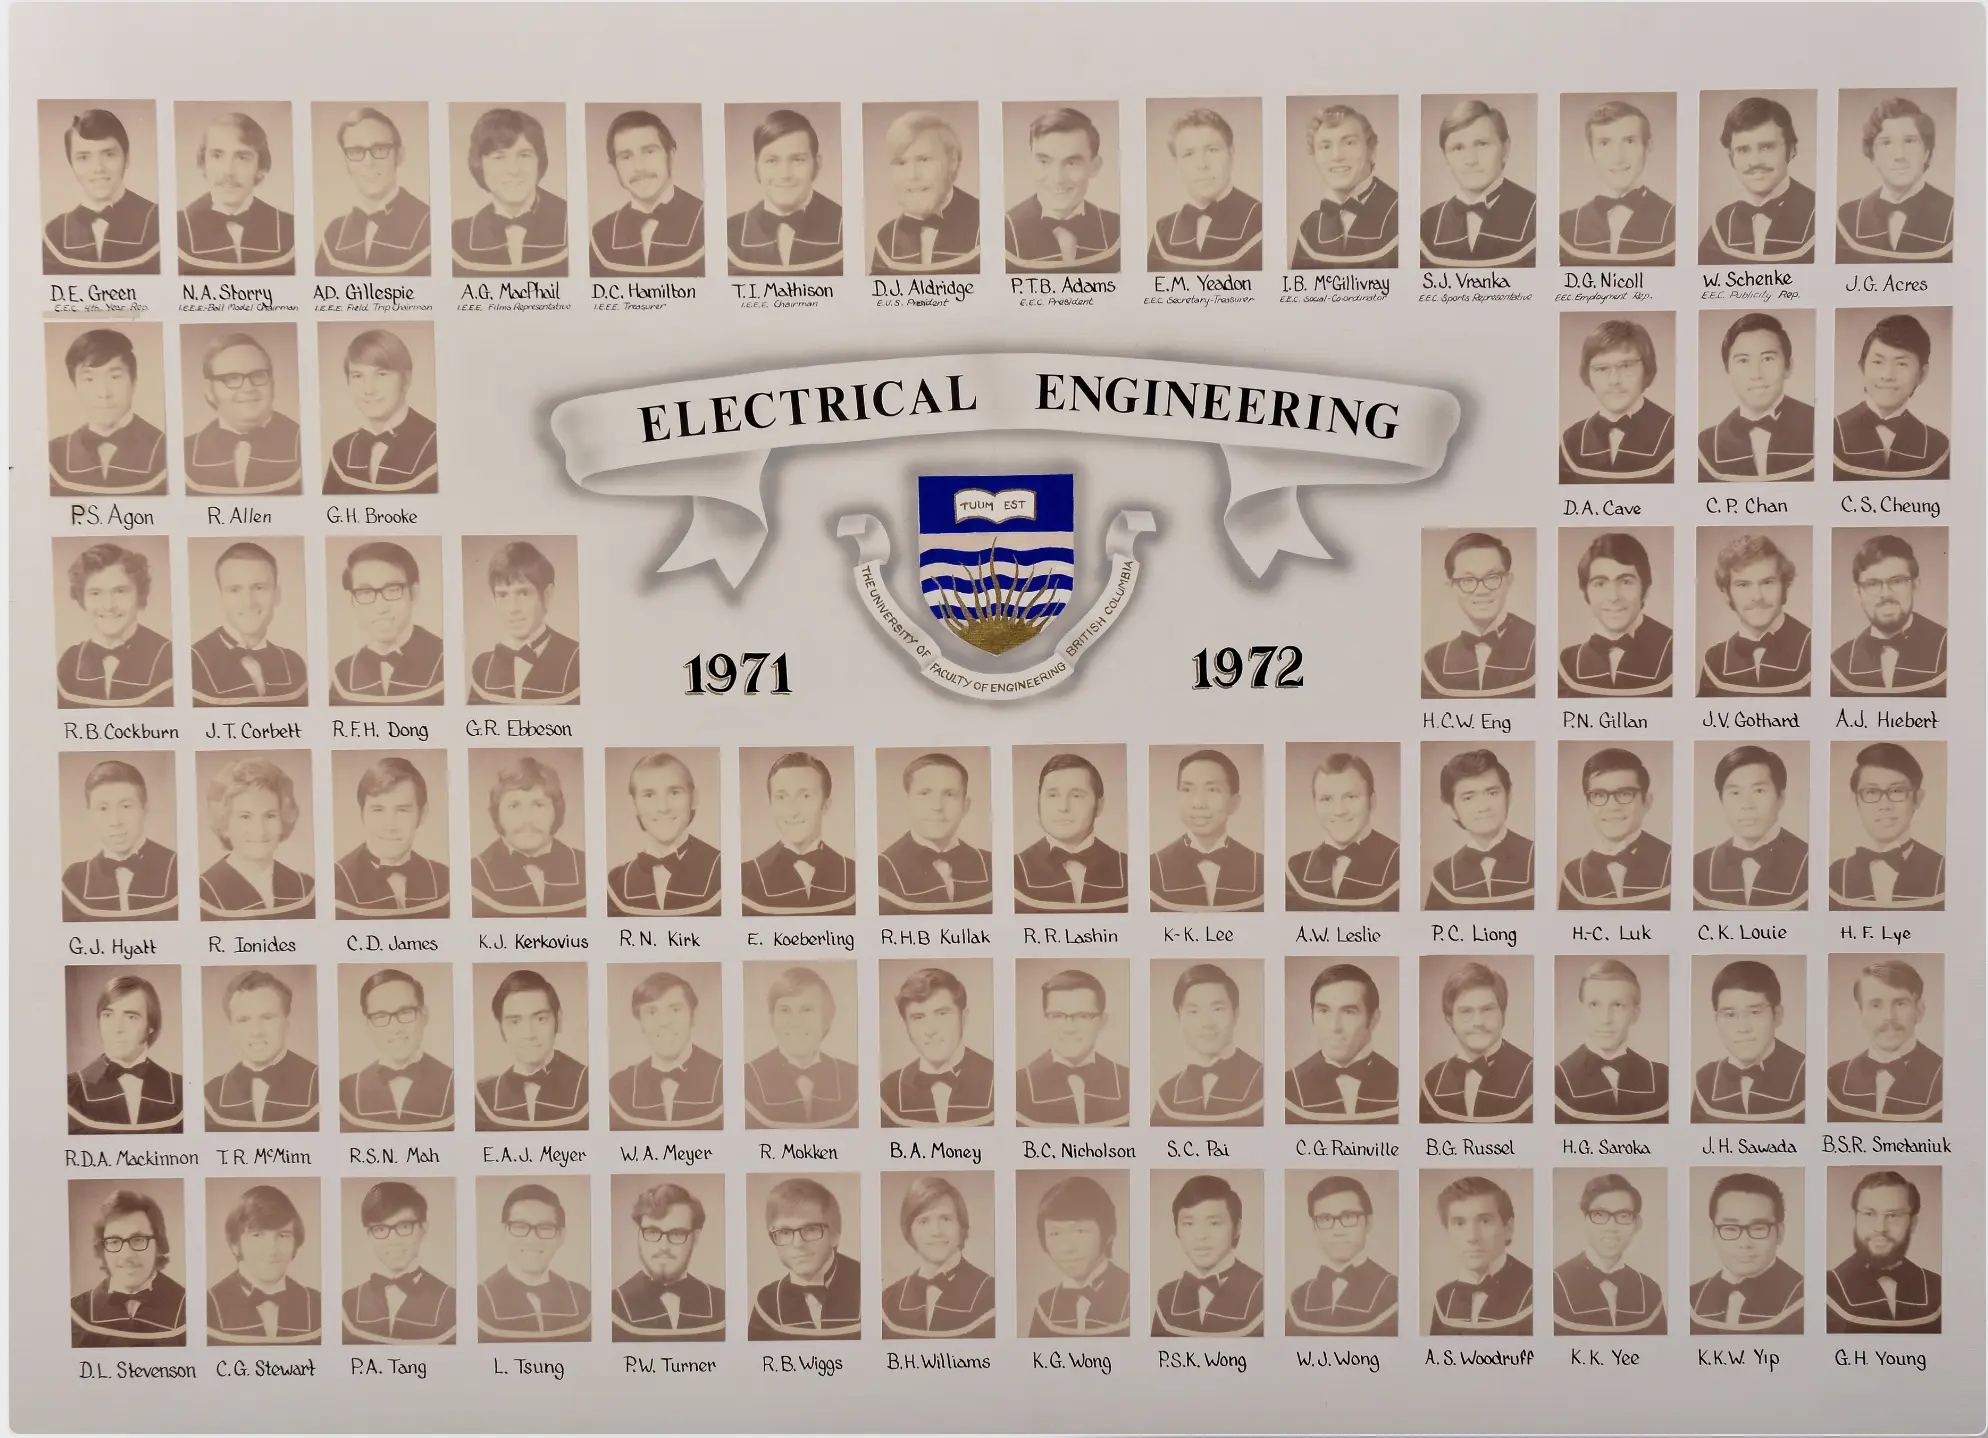 D.E. Green
E.E.C. 4th Year Rep.
N.A. Storry
I.E.E.E.-Ball Model Chairman
A.D. Gillespie
I.E.E.E. Field Trip Chairman
A.G. MacPhail
I.E.E.E. Films Representative
D.C. Hamilton
I.E.E.E. Treasurer
T.I. Mathison
I.E.E.E. Chairman
D.J. Aldridge
E.U.S. President
P.T.B. Adams
E.E.C. President
E.M. Yeadon
E.E.C. Secretary-Treasurer
I.B. McGillivray
E.E.C. Social-Co-ordinator
S.J. Vranka
E.E.C. Sports Representative
D.G. Nicoll
E.E.C. Employment Rep.
W. Schenke
E.E.C. Publicity Rep.
J.G. Acres
ELECTRICAL ENGINEERING
P.S. Agon
R. Allen
G.H. Brooke
D.A. Cave
C.P. Chan
C.S. Cheung
TUUM EST
THE UNIVERSITY OF BRITISH COLUMBIA
FACULTY OF ENGINEERING
1971
1972
R.B. Cockburn
J.T. Corbett
R.F.H. Dong
G.R. Ebbeson
H.C.W. Eng
P.N. Gillan
J.V. Gothard
A.J. Hiebert
G.J. Hyatt
R. Ionides
C.D. James
K.J. Kerkovius
R.N. Kirk
E. Koeberling
R.H.B Kullak
R.R. Lashin
K-K. Lee
A.W. Leslie
P.C. Liong
H.-C. Luk
C.K. Louie
H.F. Lye
R.D.A. Mackinnon
T.R. McMinn
R.S.N. Mah
E.A.J. Meyer
W.A. Meyer
R. Mokken
B.A. Money
B.C. Nicholson
S.C. Pai
C.G. Rainville
B.G. Russel
H.G. Saroka
J.H. Sawada
B.S.R. Smetaniuk
D.L. Stevenson
C.G. Stewart
P.A. Tang
L. Tsung
P.W. Turner
R.B. Wiggs
B.H. Williams
K.G. Wong
P.S.K. Wong
W.J. Wong
A.S. Woodruff
K.K. Yee
K.K.W. Yip
G.H. Young